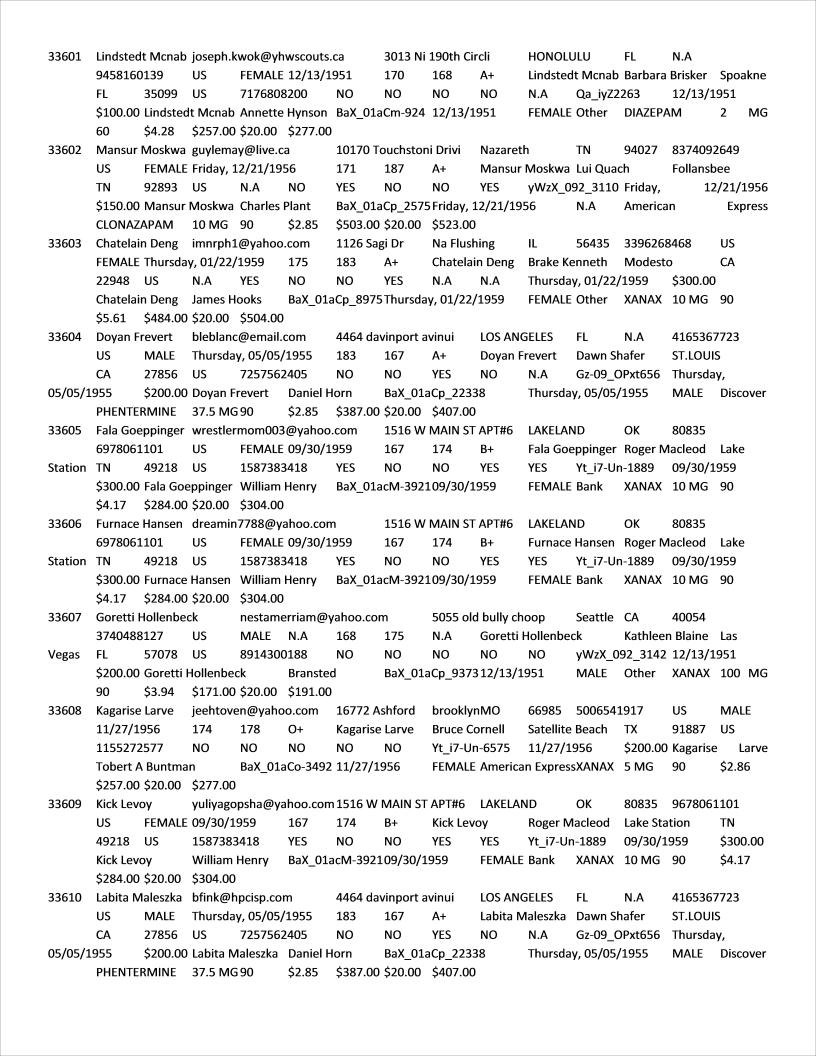 33601 Lindstedt Mcnab joseph.kwok@yhwscouts.ca 3013 Ni 190th Circli HONOLULU FL N.A
9458160139 US FEMALE 12/13/1951 170 168 A+ Lindstedt Mcnab Barbara Brisker Spoakne
FL 35099 US 7176808200 NO NO NO NO N.A Qa_iyZ2263 12/13/1951
$100.00 Lindstedt Mcnab Annette Hynson BaX_01aCm-924 12/13/1951 FEMALE Other DIAZEPAM 2 MG
60 $4.28 $257.00 $20.00 $277.00
33602 Mansur Moskwa guylemay@live.ca 10170 Touchstoni Drivi Nazareth TN 94027 8374092649
US FEMALE Friday, 12/21/1956 171 187 A+ Mansur Moskwa Lui Quach Follansbee
TN 92893 US N.A NO YES NO NO YES yWzX_092_3110 Friday, 12/21/1956
$150.00 Mansur Moskwa Charles Plant BaX_01aCp_2575 Friday, 12/21/1956 N.A American Express
CLONAZAPAM 10 MG 90 $2.85 $503.00 $20.00 $523.00
33603 Chatelain Deng imnrph1@yahoo.com 1126 Sagi Dr Na Flushing IL 56435 3396268468 US
FEMALE Thursday, 01/22/1959 175 183 A+ Chatelain Deng Brake Kenneth Modesto CA
22948 US N.A YES NO NO YES N.A N.A Thursday, 01/22/1959 $300.00
Chatelain Deng James Hooks BaX_01aCp_8975 Thursday, 01/22/1959 FEMALE Other XANAX 10 MG 90
$5.61 $484.00 $20.00 $504.00
33604 Doyan Frevert bleblanc@email.com 4464 davinport avinui LOS ANGELES FL N.A 4165367723
US MALE Thursday, 05/05/1955 183 167 A+ Doyan Frevert Dawn Shafer ST.LOUIS
CA 27856 US 7257562405 NO NO YES NO N.A Gz-09_OPxt656 Thursday,
05/05/1955 $200.00 Doyan Frevert Daniel Horn BaX_01aCp_22338 Thursday, 05/05/1955 MALE Discover
PHENTERMINE 37.5 MG 90 $2.85 $387.00 $20.00 $407.00
33605 Fala Goeppinger wrestlermom003@yahoo.com 1516 W MAIN ST APT#6 LAKELAND OK 80835
6978061101 US FEMALE 09/30/1959 167 174 B+ Fala Goeppinger Roger Macleod Lake
Station TN 49218 US 1587383418 YES NO NO YES YES Yt_i7-Un-1889 09/30/1959
$300.00 Fala Goeppinger William Henry BaX_01acM-3921 09/30/1959 FEMALE Bank XANAX 10 MG 90
$4.17 $284.00 $20.00 $304.00
33606 Furnace Hansen dreamin7788@yahoo.com 1516 W MAIN ST APT#6 LAKELAND OK 80835
6978061101 US FEMALE 09/30/1959 167 174 B+ Furnace Hansen Roger Macleod Lake
Station TN 49218 US 1587383418 YES NO NO YES YES Yt_i7-Un-1889 09/30/1959
$300.00 Furnace Hansen William Henry BaX_01acM-3921 09/30/1959 FEMALE Bank XANAX 10 MG 90
$4.17 $284.00 $20.00 $304.00
33607 Goretti Hollenbeck nestamerriam@yahoo.com 5055 old bully choop Seattle CA 40054
3740488127 US MALE N.A 168 175 N.A Goretti Hollenbeck Kathleen Blaine Las
Vegas FL 57078 US 8914300188 NO NO NO NO NO yWzX_092_3142 12/13/1951
$200.00 Goretti Hollenbeck Bransted BaX_01aCp_9373 12/13/1951 MALE Other XANAX 100 MG
90 $3.94 $171.00 $20.00 $191.00
33608 Kagarise Larve jeehtoven@yahoo.com 16772 Ashford brooklynMO 66985 5006541917 US MALE
11/27/1956 174 178 O+ Kagarise Larve Bruce Cornell Satellite Beach TX 91887 US
1155272577 NO NO NO NO NO Yt_i7-Un-6575 11/27/1956 $200.00 Kagarise Larve
Tobert A Buntman BaX_01aCo-3492 11/27/1956 FEMALE American ExpressXANAX 5 MG 90 $2.86
$257.00 $20.00 $277.00
33609 Kick Levoy yuliyagopsha@yahoo.com 1516 W MAIN ST APT#6 LAKELAND OK 80835 9678061101
US FEMALE 09/30/1959 167 174 B+ Kick Levoy Roger Macleod Lake Station TN
49218 US 1587383418 YES NO NO YES YES Yt_i7-Un-1889 09/30/1959 $300.00
Kick Levoy William Henry BaX_01acM-3921 09/30/1959 FEMALE Bank XANAX 10 MG 90 $4.17
$284.00 $20.00 $304.00
33610 Labita Maleszka bfink@hpcisp.com 4464 davinport avinui LOS ANGELES FL N.A 4165367723
US MALE Thursday, 05/05/1955 183 167 A+ Labita Maleszka Dawn Shafer ST.LOUIS
CA 27856 US 7257562405 NO NO YES NO N.A Gz-09_OPxt656 Thursday,
05/05/1955 $200.00 Labita Maleszka Daniel Horn BaX_01aCp_22338 Thursday, 05/05/1955 MALE Discover
PHENTERMINE 37.5 MG 90 $2.85 $387.00 $20.00 $407.00